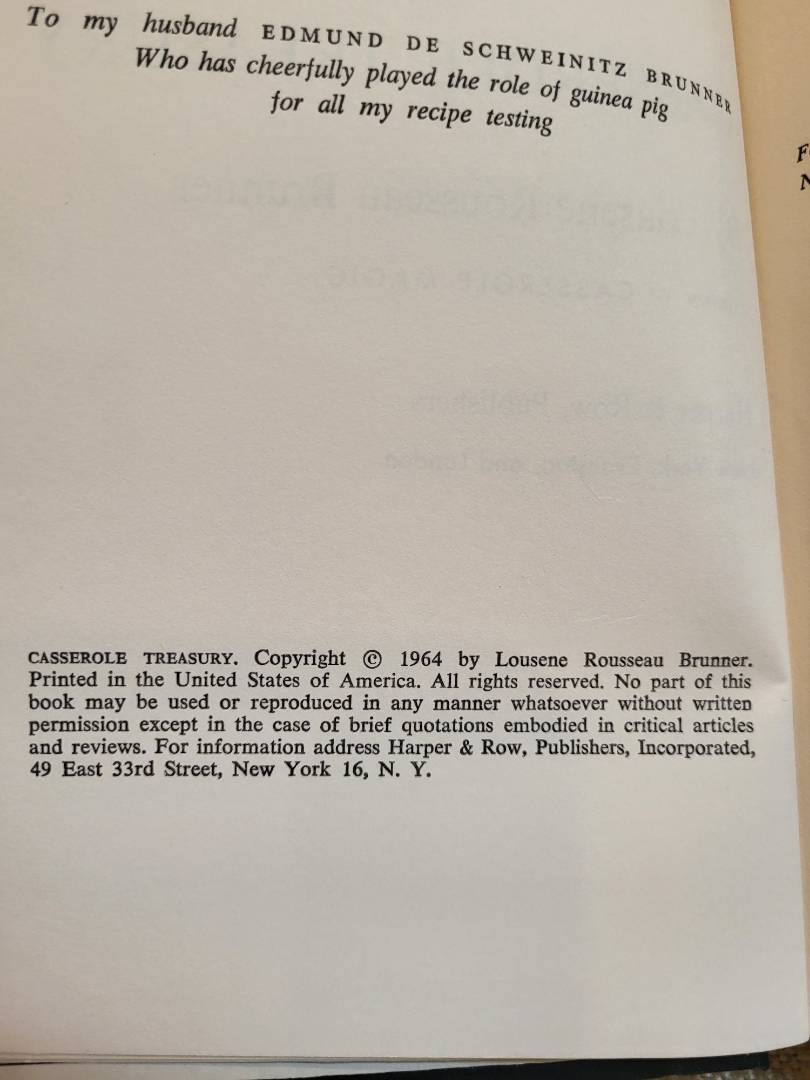 To my husband EDMUND DE SCHWEINITZ BRUNNER
Who has cheerfully played the role of guinea pig
for all my recipe testing
CASSEROLE TREASURY. Copyright © 1964 by Lousene Rousseau Brunner.
Printed in the United States of America. All rights reserved. No part of this
book may be used or reproduced in any manner whatsoever without written
permission except in the case of brief quotations embodied in critical articles
and reviews. For information address Harper & Row, Publishers, Incorporated,
49 East 33rd Street, New York 16, N. Y.